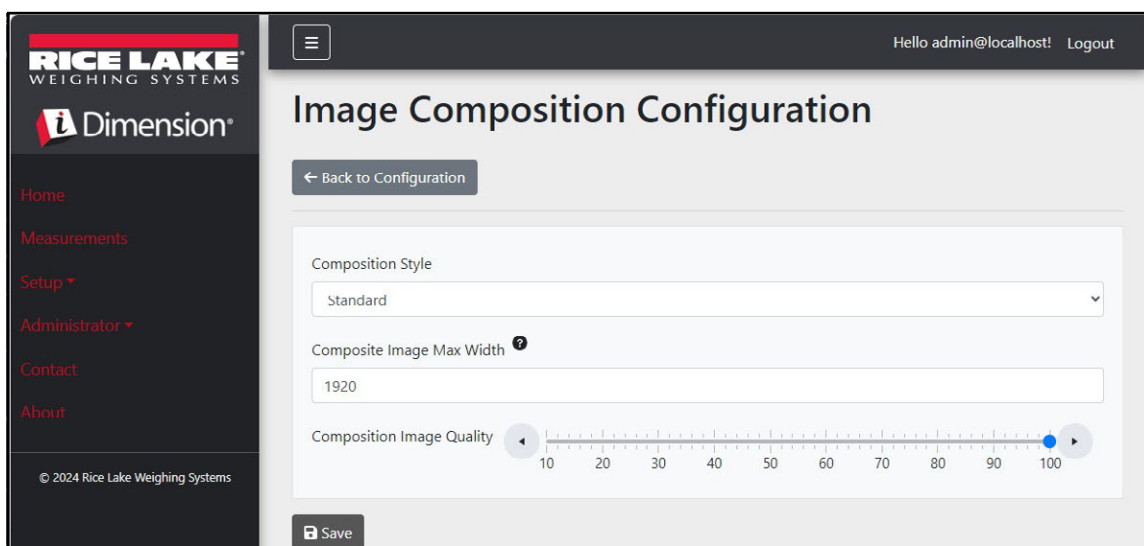 RICE LAKE®
WEIGHING SYSTEMS
i Dimension®
Home
Measurements
Setup
Administrator
Contact
About
© 2024 Rice Lake Weighing Systems
☰
Hello admin@localhost! Logout
Image Composition Configuration
← Back to Configuration
Composition Style
Standard
Composite Image Max Width ?
1920
Composition Image Quality
10 20 30 40 50 60 70 80 90 100
Save